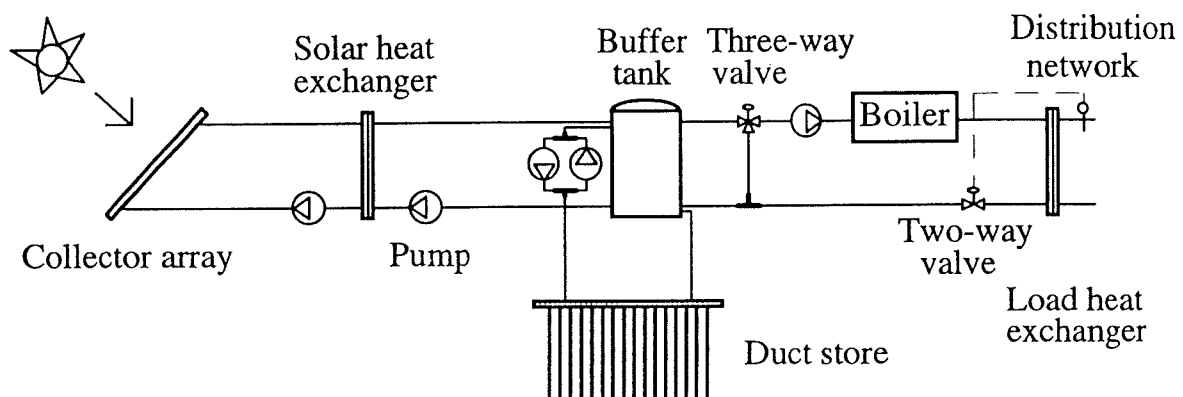 Solar heat
exchanger
Buffer
tank
Three-way
valve
Distribution
network
Boiler
Collector array
Pump
Two-way
valve
Load heat
exchanger
Duct store